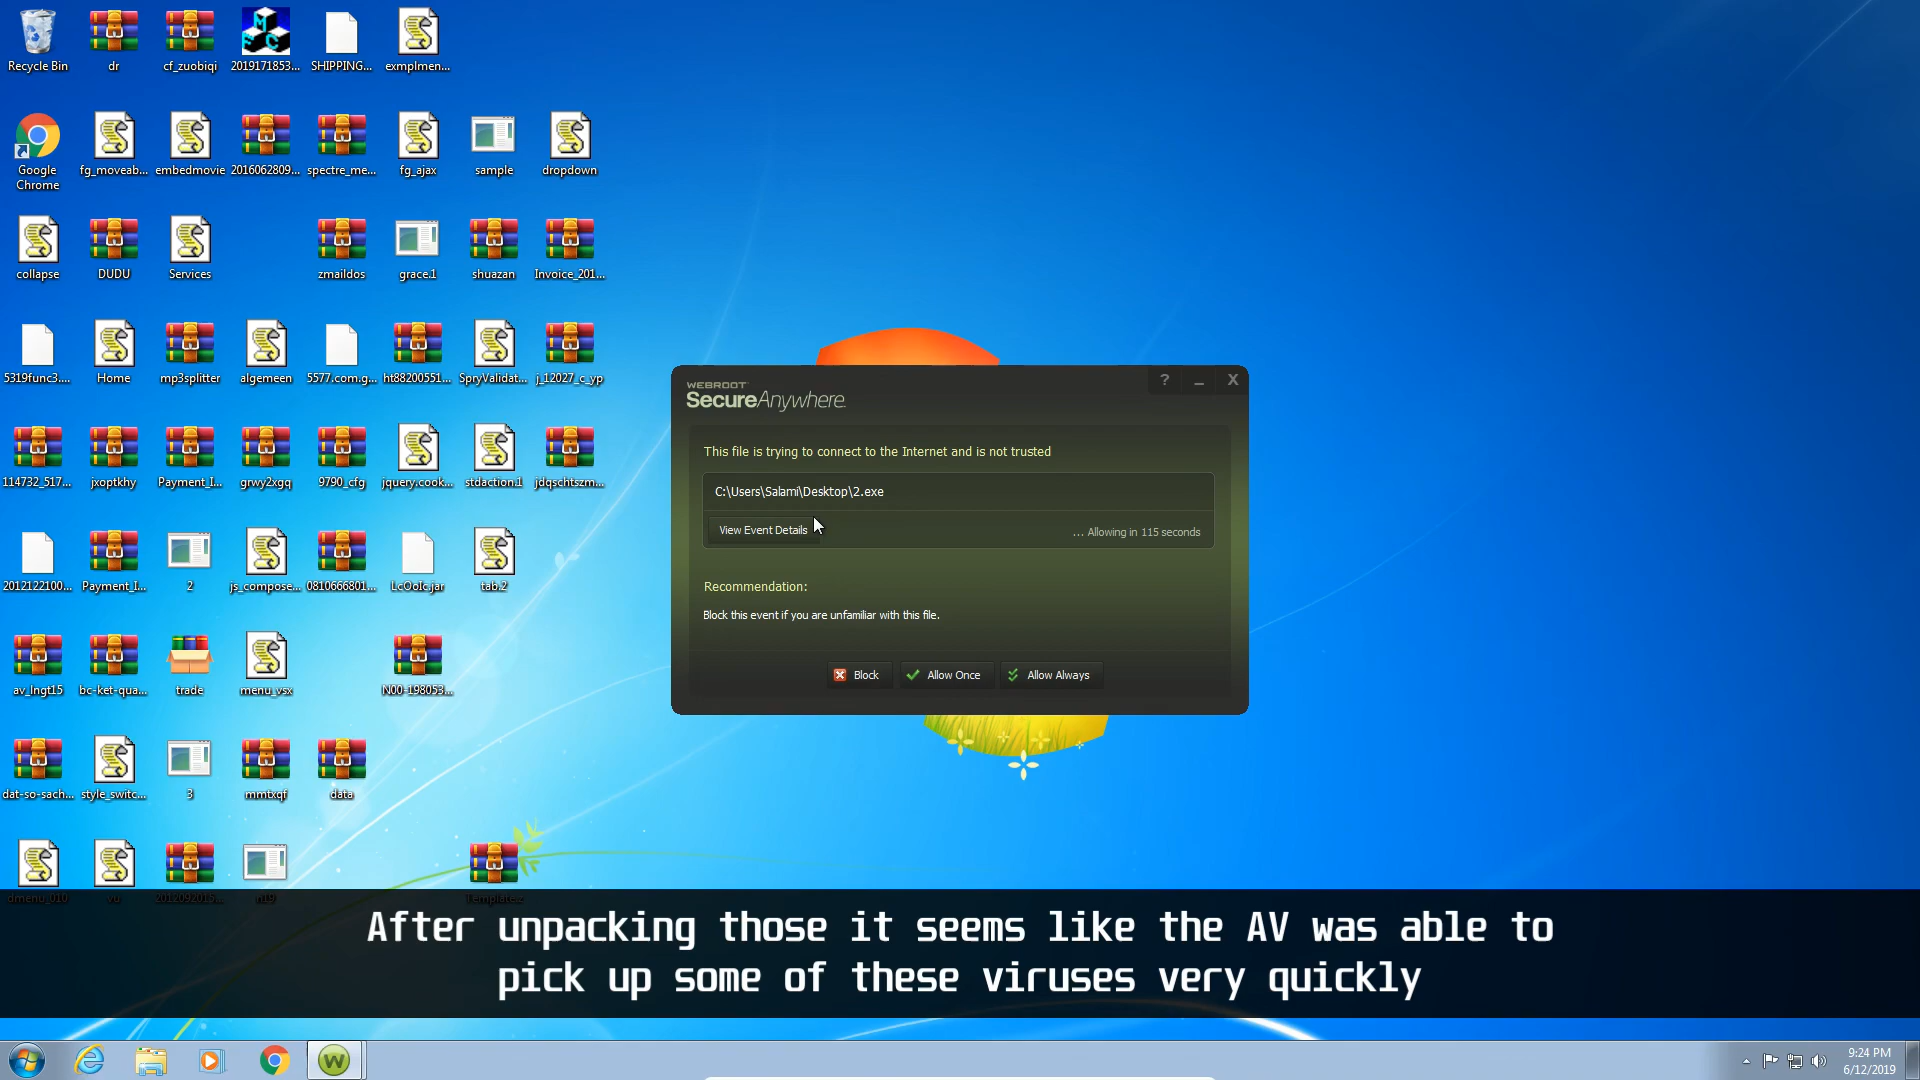 Recycle Bin
dr
cf_zuobiqi
2019171853...
SHIPPING...
exmplmen...
Google Chrome
fg_moveab...
embedmovie
2016062809...
spectre_me...
fg_ajax
sample
dropdown
collapse
DUDU
Services
zmaildos
grace.1
shuazan
Invoice_201...
5319func3....
Home
mp3splitter
algemeen
5577.com.g...
ht88200551...
SpryValidat...
j_12027_c_yp
114732_517...
jxoptkhy
Payment_I...
grwy2xgq
9790_cfg
jquery.cook...
stdaction.1
jdqschtszm...
2012122100...
Payment_I...
2
js_compose...
0810666801...
LcOoIc.jar
tab.2
av_lngt15
bc-ket-qua...
trade
menu_vsx
N00-198053...
dat-so-sach...
style_switc...
3
mmtxqf
data
dmenu_010
vu
2012092015...
n19
Template.z
WEBROOT
SecureAnywhere.
? _ X
This file is trying to connect to the Internet and is not trusted
C:\Users\Salami\Desktop\2.exe
View Event Details
... Allowing in 115 seconds
Recommendation:
Block this event if you are unfamiliar with this file.
Block
Allow Once
Allow Always
After unpacking those it seems like the AV was able to
pick up some of these viruses very quickly
9:24 PM
6/12/2019